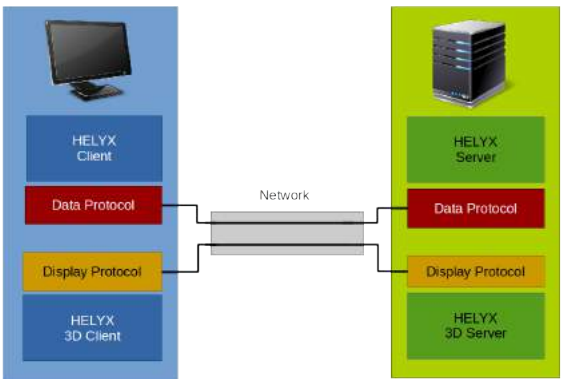 HELYX
Client
Data Protocol
Display Protocol
HELYX
3D Client
Network
HELYX
Server
Data Protocol
Display Protocol
HELYX
3D Server